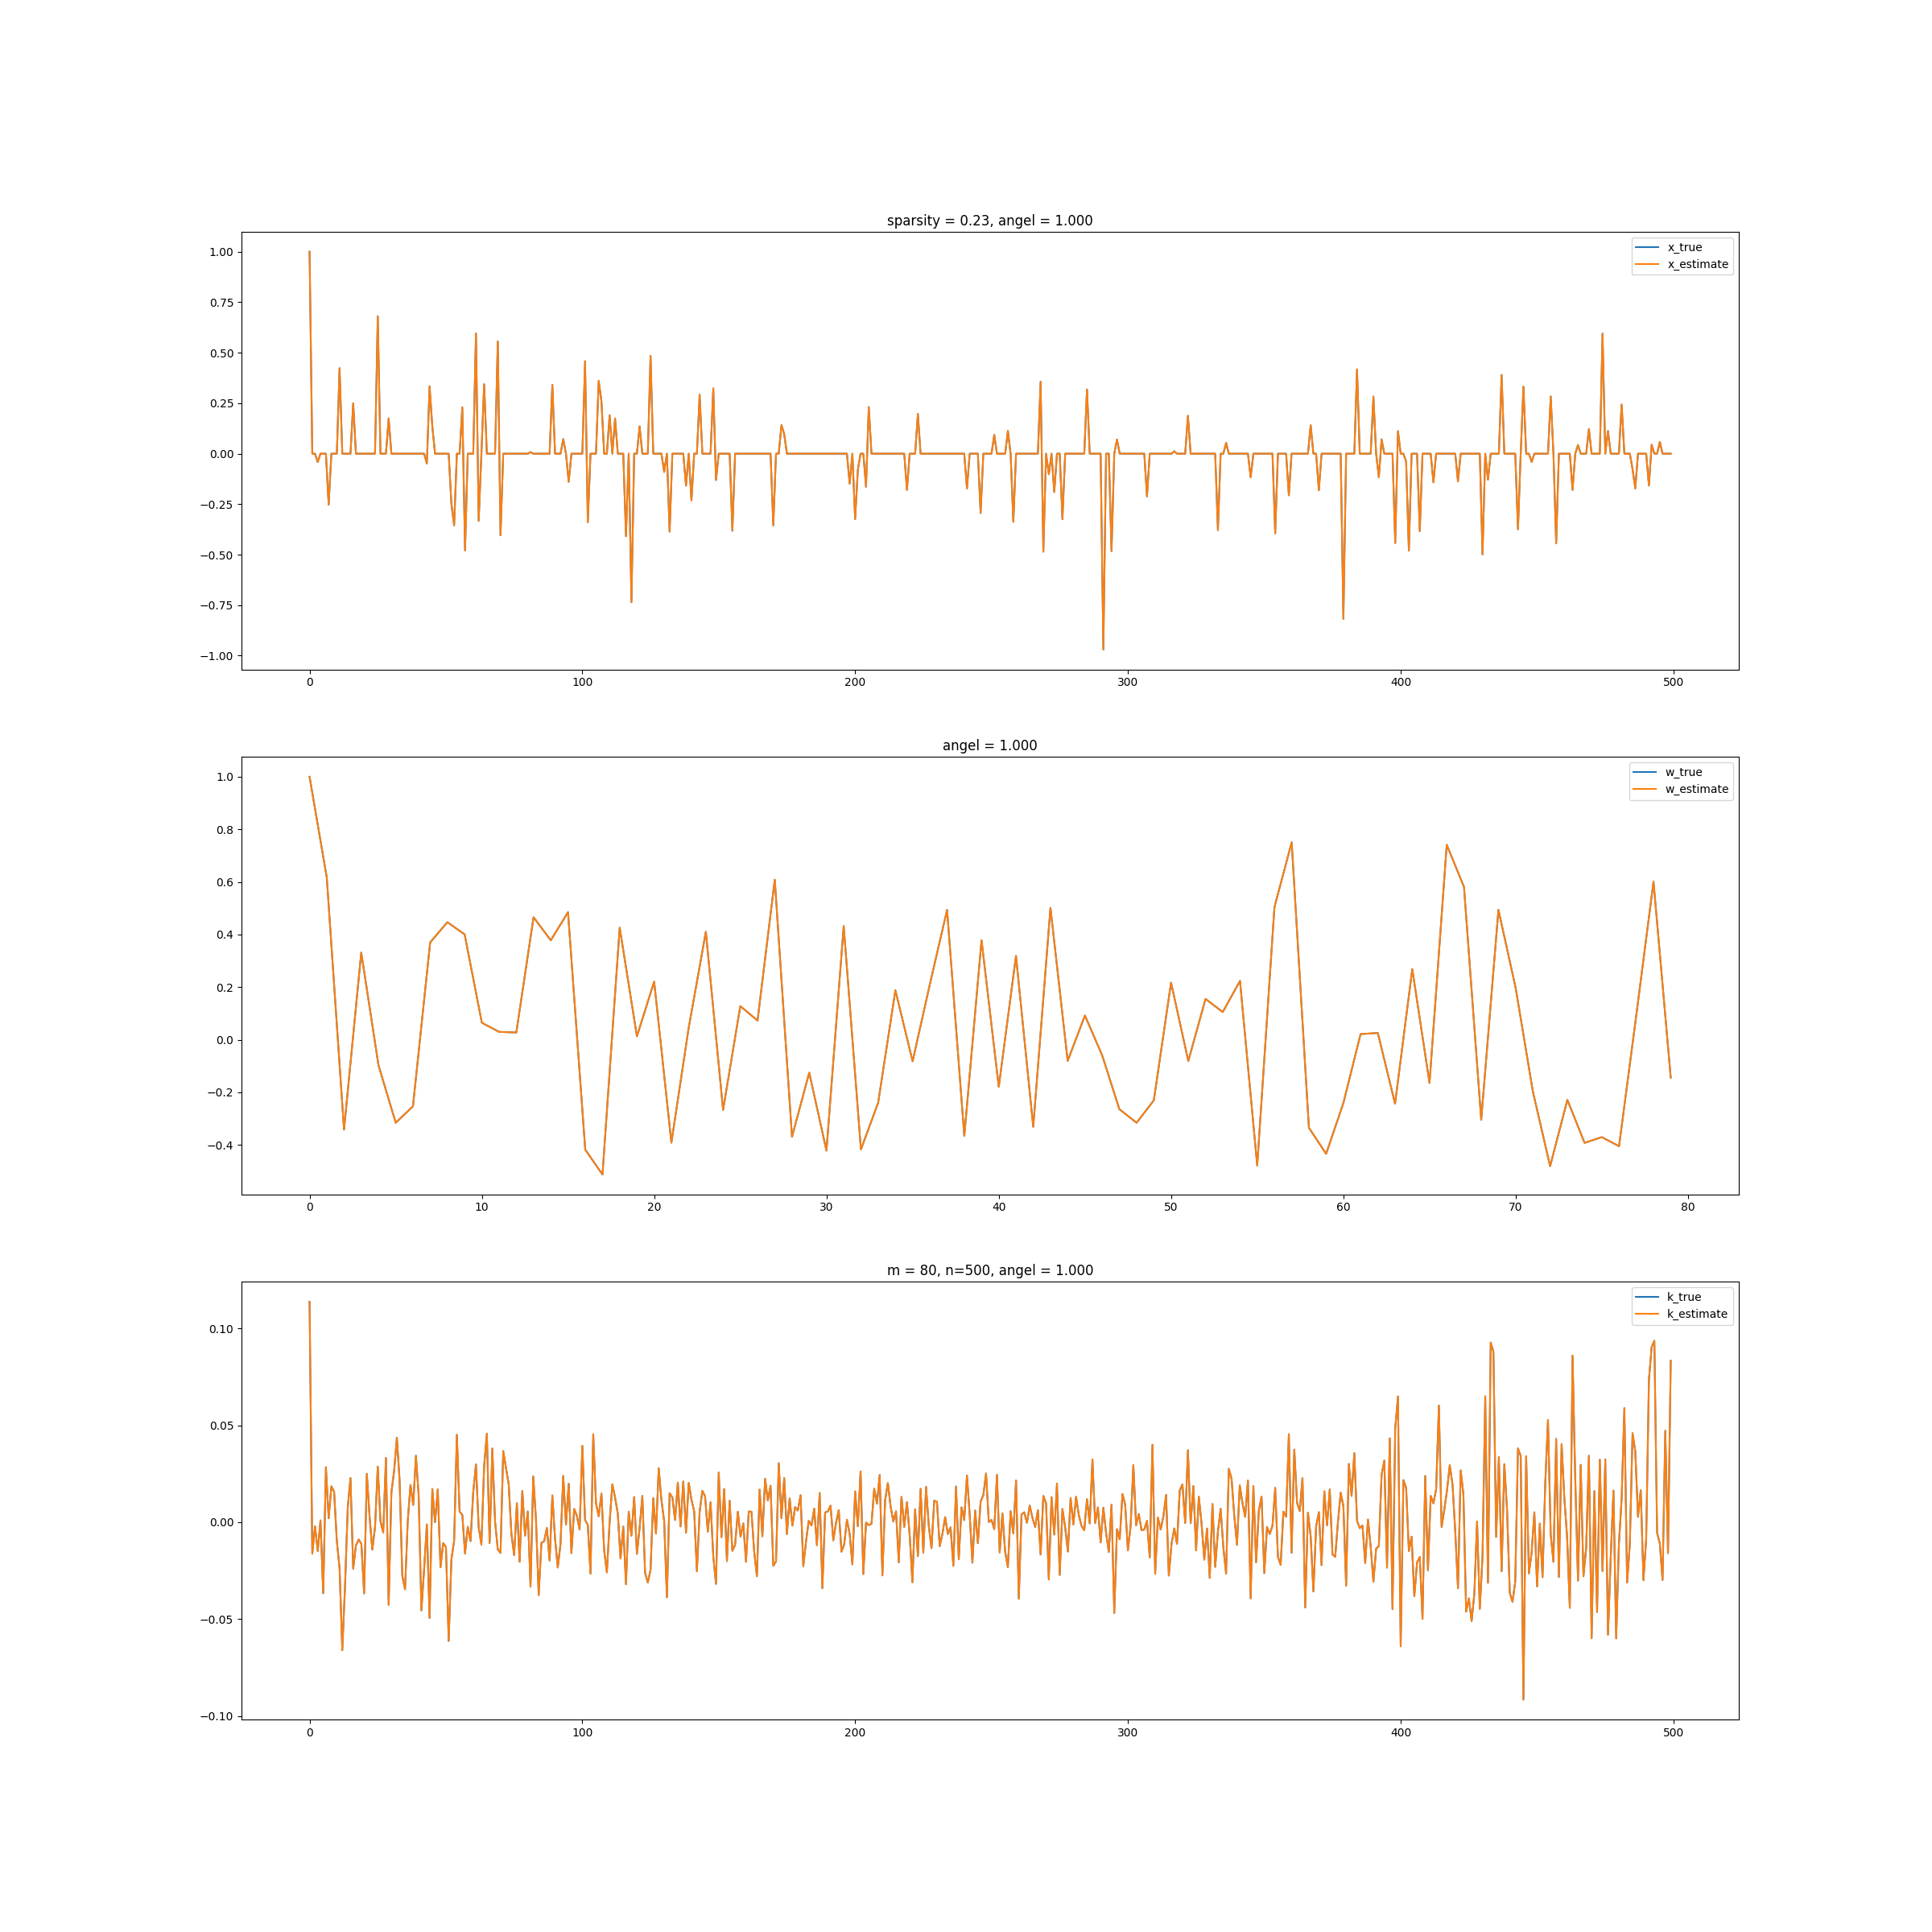 sparsity = 0.23, angel = 1.000
x_true
x_estimate
1.00
0.75
0.50
0.25
0.00
−0.25
−0.50
−0.75
−1.00
0 100 200 300 400 500
angel = 1.000
w_true
w_estimate
1.0
0.8
0.6
0.4
0.2
0.0
−0.2
−0.4
0 10 20 30 40 50 60 70 80
m = 80, n=500, angel = 1.000
k_true
k_estimate
0.10
0.05
0.00
−0.05
−0.10
0 100 200 300 400 500